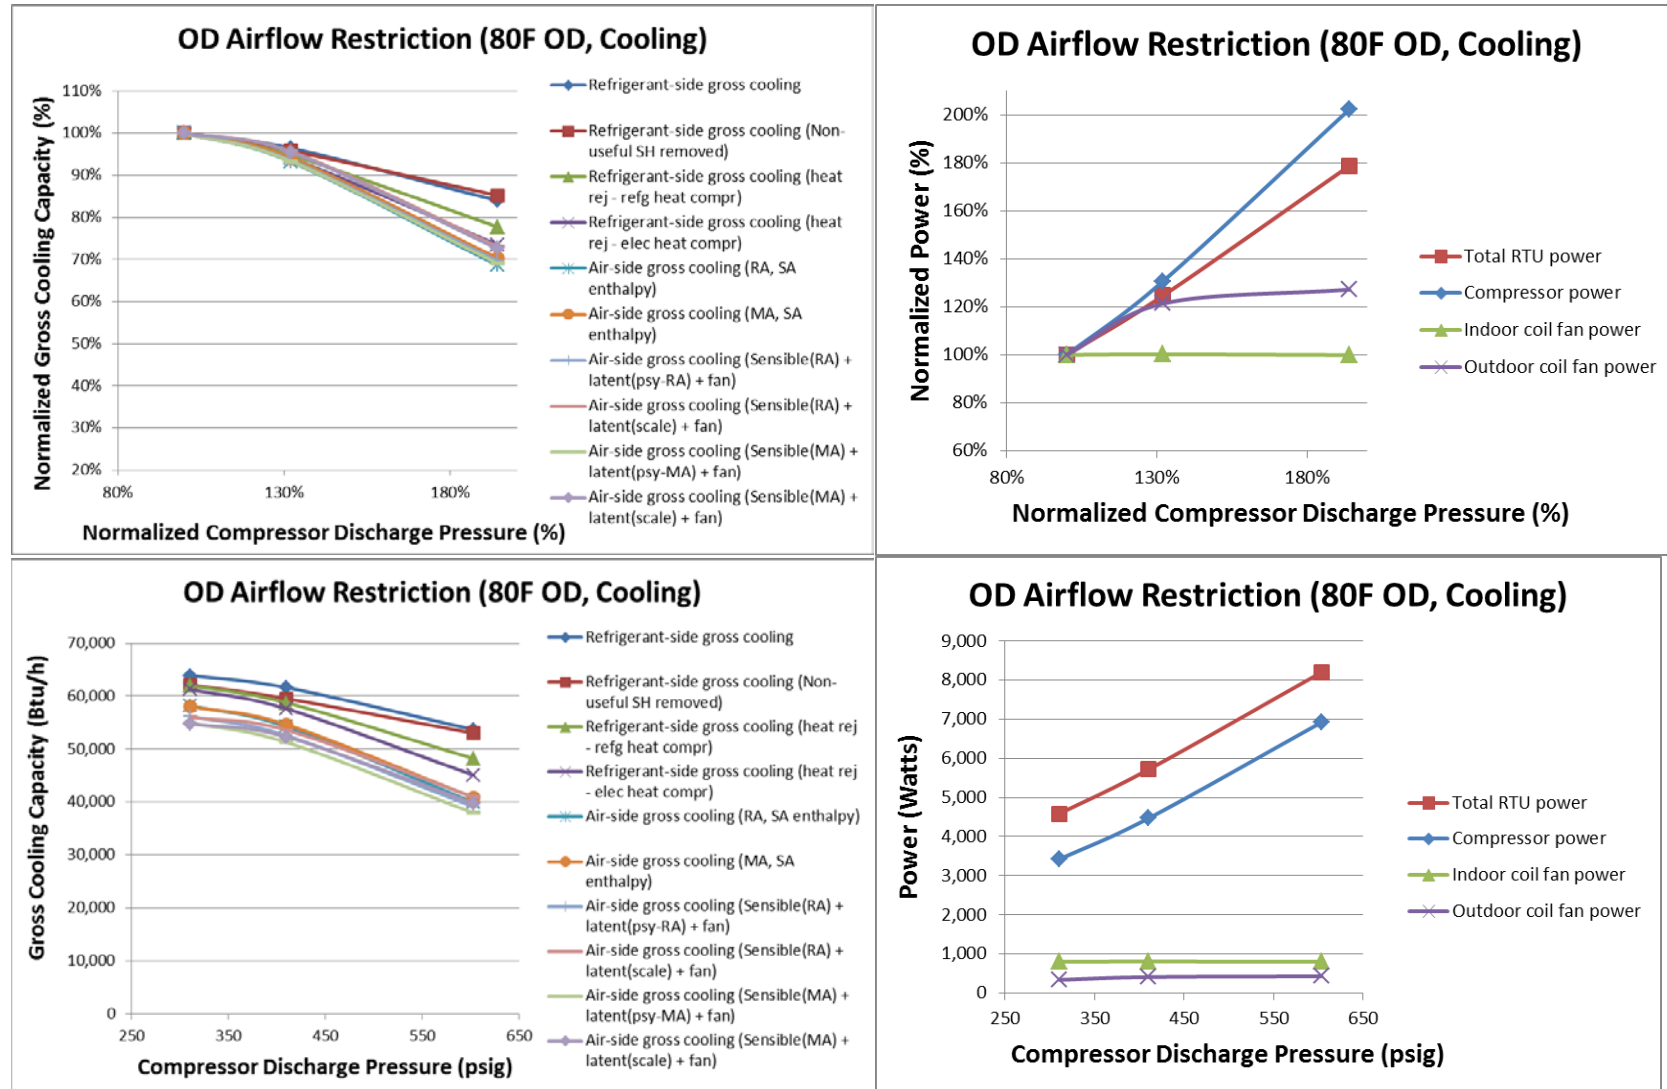 OD Airflow Restriction (80F OD, Cooling)
Normalized Gross Cooling Capacity (%)
110%
100%
90%
80%
70%
60%
50%
40%
30%
20%
80%
130%
180%
Normalized Compressor Discharge Pressure (%)
Refrigerant-side gross cooling
Refrigerant-side gross cooling (Non-
useful SH removed)
Refrigerant-side gross cooling (heat
rej - refg heat compr)
Refrigerant-side gross cooling (heat
rej - elec heat compr)
Air-side gross cooling (RA, SA
enthalpy)
Air-side gross cooling (MA, SA
enthalpy)
Air-side gross cooling (Sensible(RA) +
latent(psy-RA) + fan)
Air-side gross cooling (Sensible(RA) +
latent(scale) + fan)
Air-side gross cooling (Sensible(MA) +
latent(psy-MA) + fan)
Air-side gross cooling (Sensible(MA) +
latent(scale) + fan)
OD Airflow Restriction (80F OD, Cooling)
Normalized Power (%)
200%
180%
160%
140%
120%
100%
80%
60%
80%
130%
180%
Normalized Compressor Discharge Pressure (%)
Total RTU power
Compressor power
Indoor coil fan power
Outdoor coil fan power
OD Airflow Restriction (80F OD, Cooling)
Gross Cooling Capacity (Btu/h)
70,000
60,000
50,000
40,000
30,000
20,000
10,000
0
250
350
450
550
650
Compressor Discharge Pressure (psig)
Refrigerant-side gross cooling
Refrigerant-side gross cooling (Non-
useful SH removed)
Refrigerant-side gross cooling (heat rej
- refg heat compr)
Refrigerant-side gross cooling (heat rej
- elec heat compr)
Air-side gross cooling (RA, SA enthalpy)
Air-side gross cooling (MA, SA
enthalpy)
Air-side gross cooling (Sensible(RA) +
latent(psy-RA) + fan)
Air-side gross cooling (Sensible(RA) +
latent(scale) + fan)
Air-side gross cooling (Sensible(MA) +
latent(psy-MA) + fan)
Air-side gross cooling (Sensible(MA) +
latent(scale) + fan)
OD Airflow Restriction (80F OD, Cooling)
Power (Watts)
9,000
8,000
7,000
6,000
5,000
4,000
3,000
2,000
1,000
0
250
350
450
550
650
Compressor Discharge Pressure (psig)
Total RTU power
Compressor power
Indoor coil fan power
Outdoor coil fan power